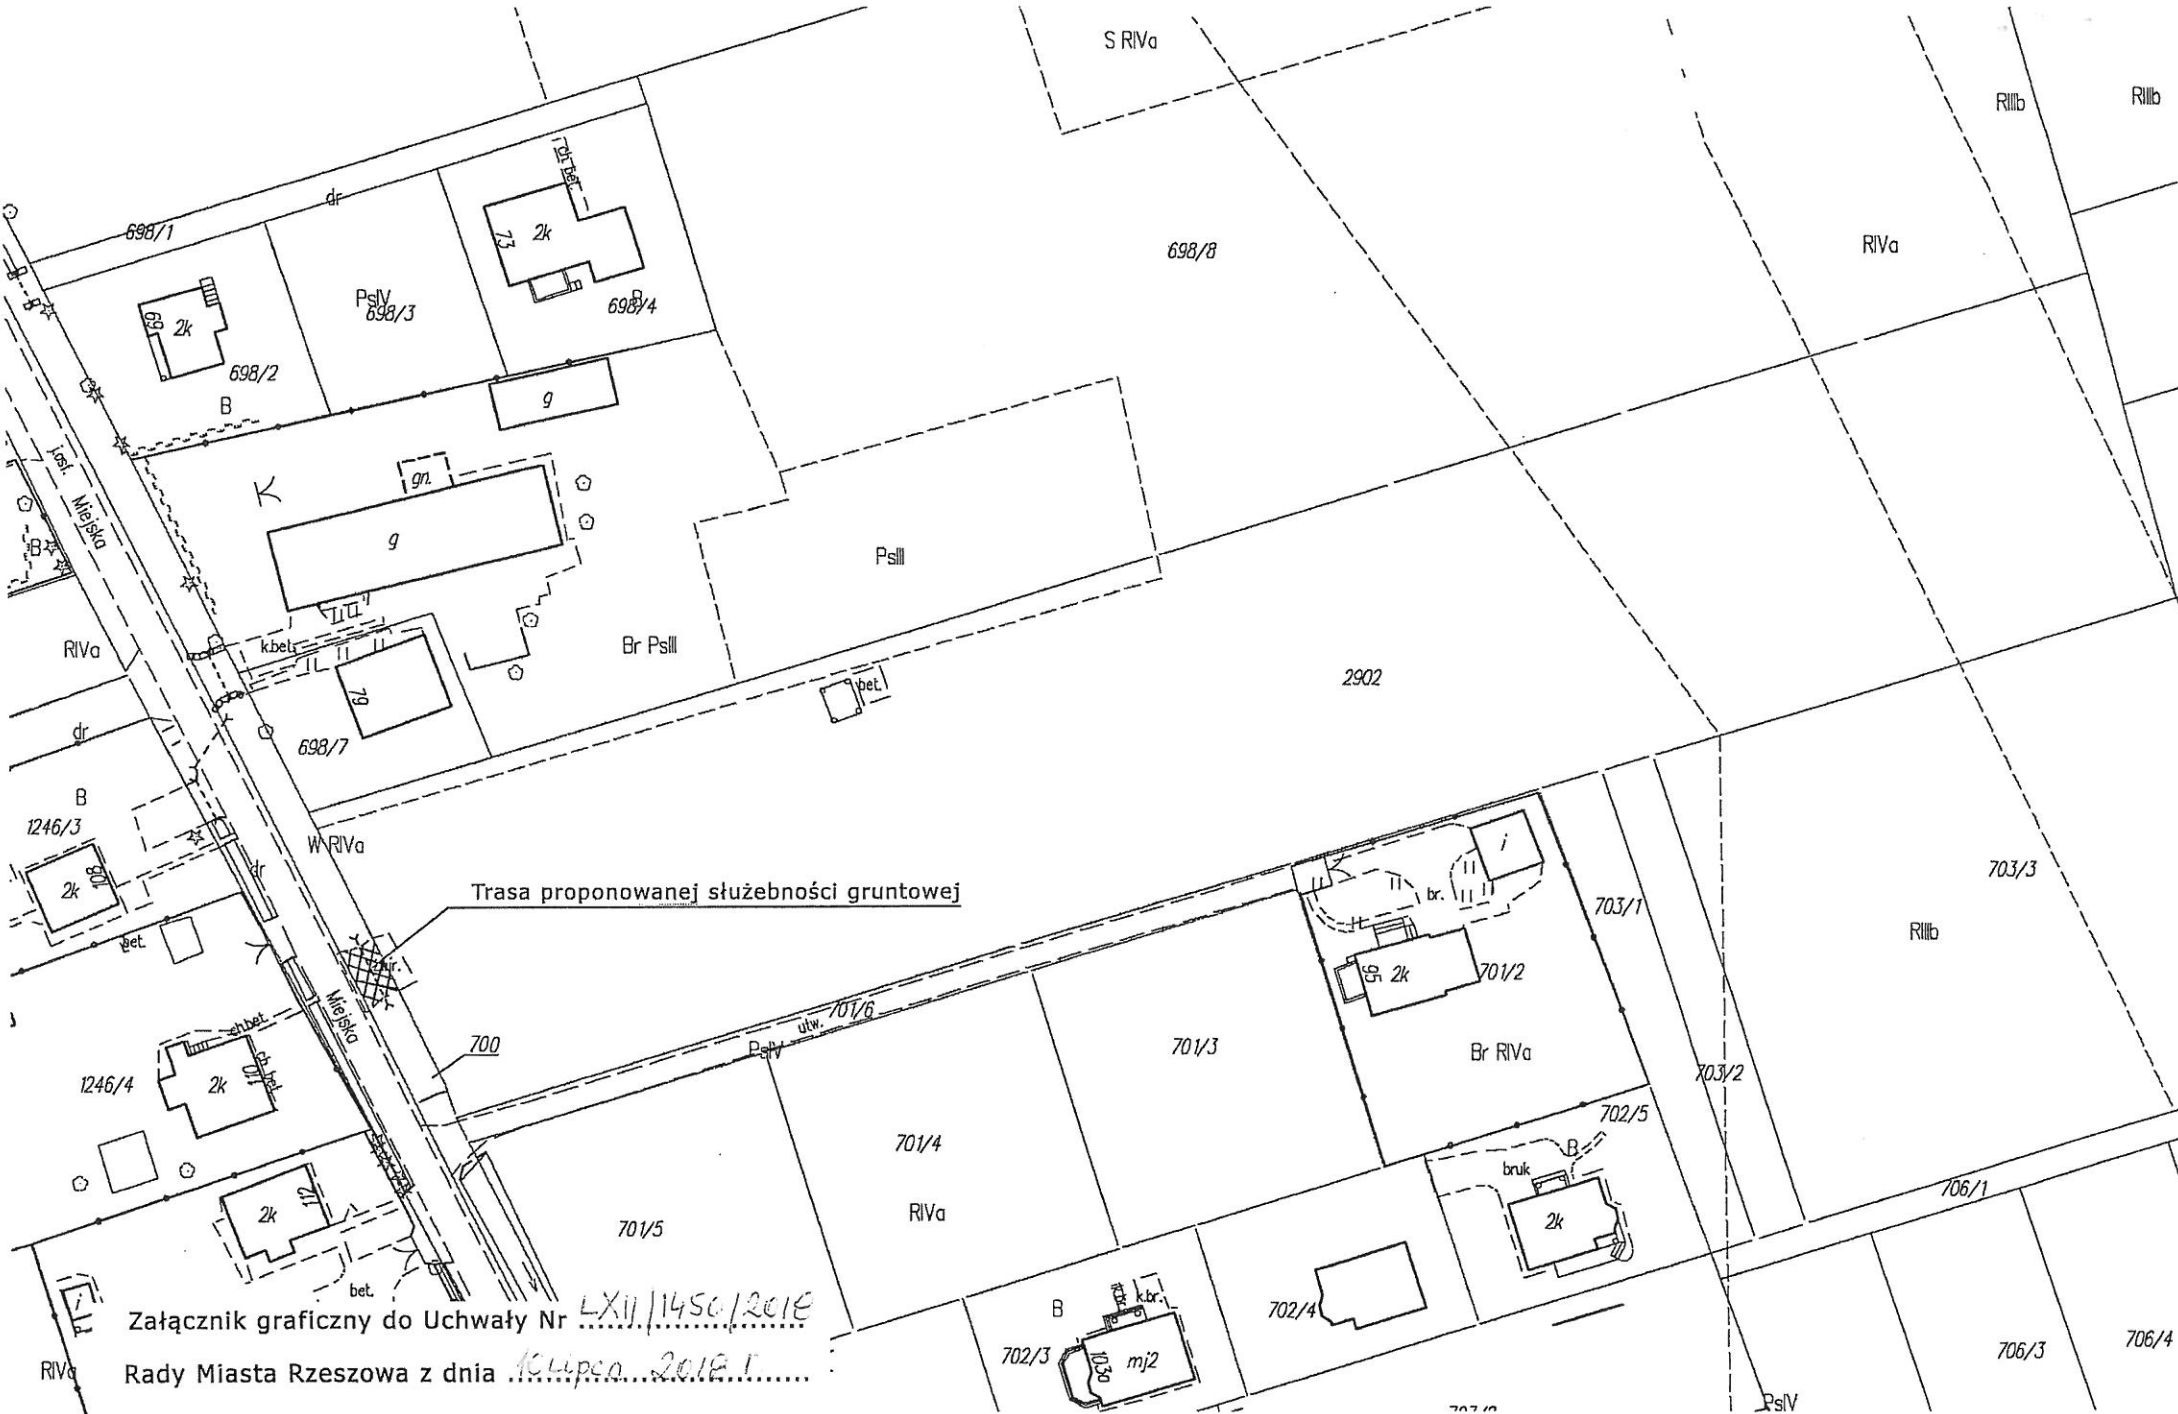 S RIVa
RIIIb
RIIIb
ch.bet.
dr
698/1
73
2k
698/8
RIVa
PsIV
698/3
B
698/4
69
2k
698/2
B
g
j.asf.
Miejska
gn.
g
B
PsIII
RIVa
k.bet.
Br PsIII
79
bet.
2902
dr
698/7
B
1246/3
W RIVa
108
2k
dr
703/3
i
br.
703/1
RIIIb
Trasa proponowanej służebności gruntowej
bet.
95
2k
701/2
Miejska
701/6
utw.
ch.bet.
700
PsIV
701/3
Br RIVa
110
ch.bet.
1246/4
2k
703/2
702/5
701/4
B
bruk
112
2k
706/1
RIVa
701/5
2k
bet.
i
k.br.
B
702/4
Załącznik graficzny do Uchwały Nr LXII/1450/2018
702/3
103a
mj2
706/3
706/4
RIVa
Rady Miasta Rzeszowa z dnia 10 lipca 2018 r.
PsIV